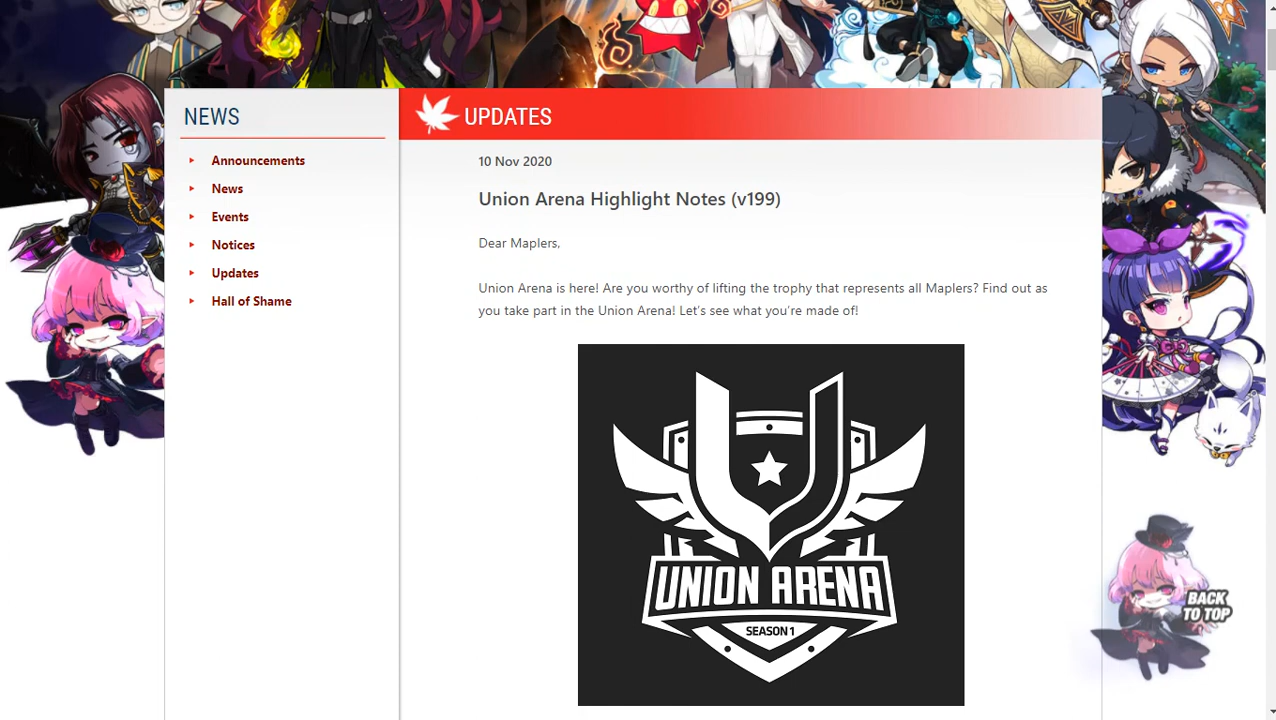 NEWS
Announcements
News
Events
Notices
Updates
Hall of Shame
UPDATES
10 Nov 2020
Union Arena Highlight Notes (v199)
Dear Maplers,
Union Arena is here! Are you worthy of lifting the trophy that represents all Maplers? Find out as
you take part in the Union Arena! Let's see what you're made of!
UNION ARENA
SEASON 1
BACK
TO TOP